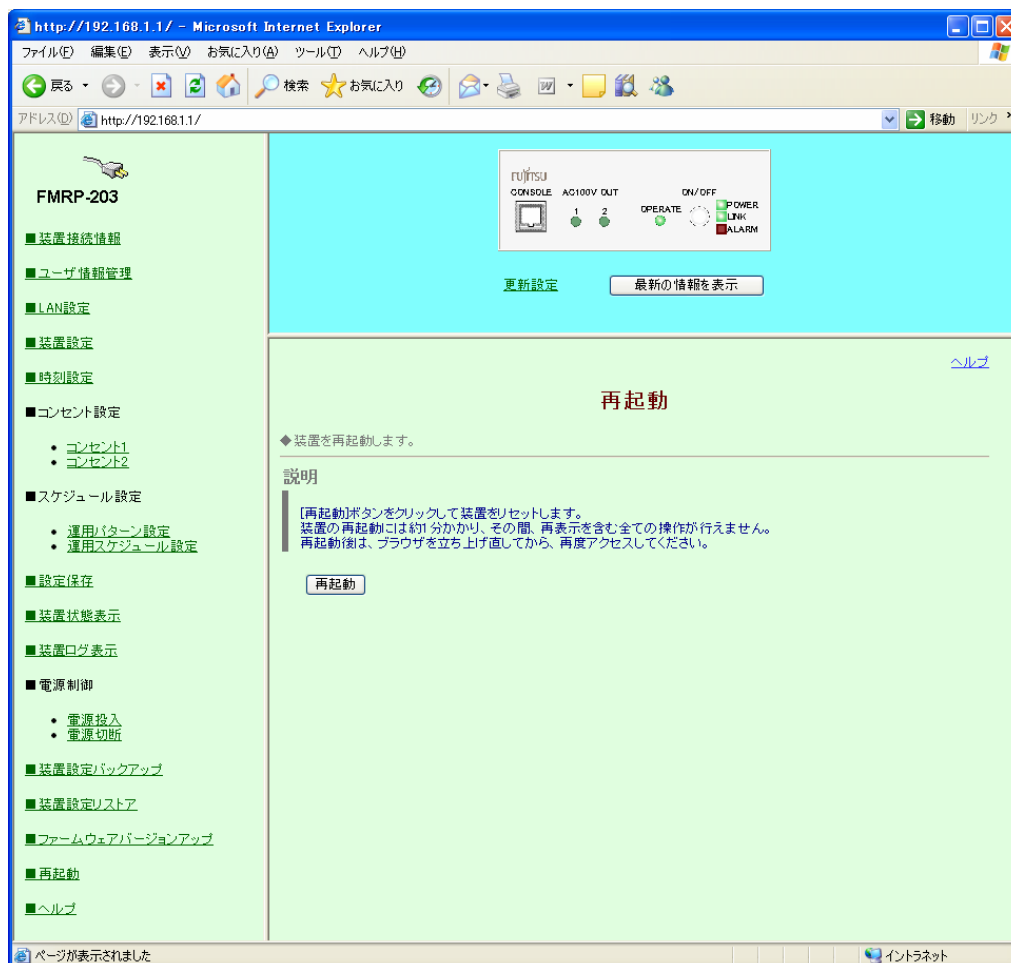 http://192.168.1.1/ - Microsoft Internet Explorer
ファイル(F) 編集(E) 表示(V) お気に入り(A) ツール(T) ヘルプ(H)
戻る 検索 お気に入り
アドレス(D) http://192.168.1.1/ 移動 リンク »
FMRP-203
■装置接続情報
■ユーザ情報管理
■LAN設定
■装置設定
■時刻設定
■コンセント設定
• コンセント1
• コンセント2
■スケジュール設定
• 運用パターン設定
• 運用スケジュール設定
■設定保存
■装置状態表示
■装置ログ表示
■電源制御
• 電源投入
• 電源切断
■装置設定バックアップ
■装置設定リストア
■ファームウェアバージョンアップ
■再起動
■ヘルプ
FUJITSU
CONSOLE AC100V OUT ON/OFF
1 2 OPERATE POWER
LINK
ALARM
更新設定 最新の情報を表示
ヘルプ
再起動
◆装置を再起動します。
説明
[再起動]ボタンをクリックして装置をリセットします。
装置の再起動には約1分かかり、その間、再表示を含む全ての操作が行えません。
再起動後は、ブラウザを立ち上げ直してから、再度アクセスしてください。
再起動
ページが表示されました イントラネット